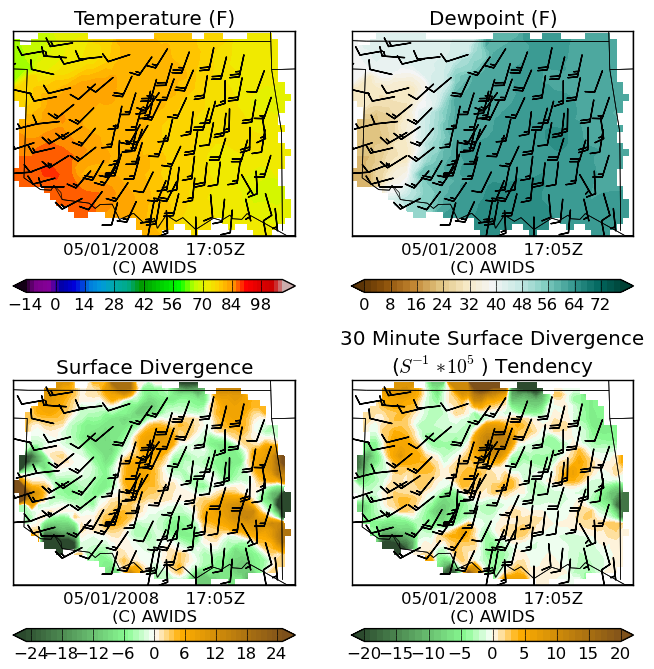 Temperature (F)
05/01/2008 17:05Z
(C) AWIDS
−14 0 14 28 42 56 70 84 98
Dewpoint (F)
05/01/2008 17:05Z
(C) AWIDS
0 8 16 24 32 40 48 56 64 72
Surface Divergence
05/01/2008 17:05Z
(C) AWIDS
−24 −18 −12 −6 0 6 12 18 24
30 Minute Surface Divergence
(S⁻¹ *10⁵ ) Tendency
05/01/2008 17:05Z
(C) AWIDS
−20 −15 −10 −5 0 5 10 15 20